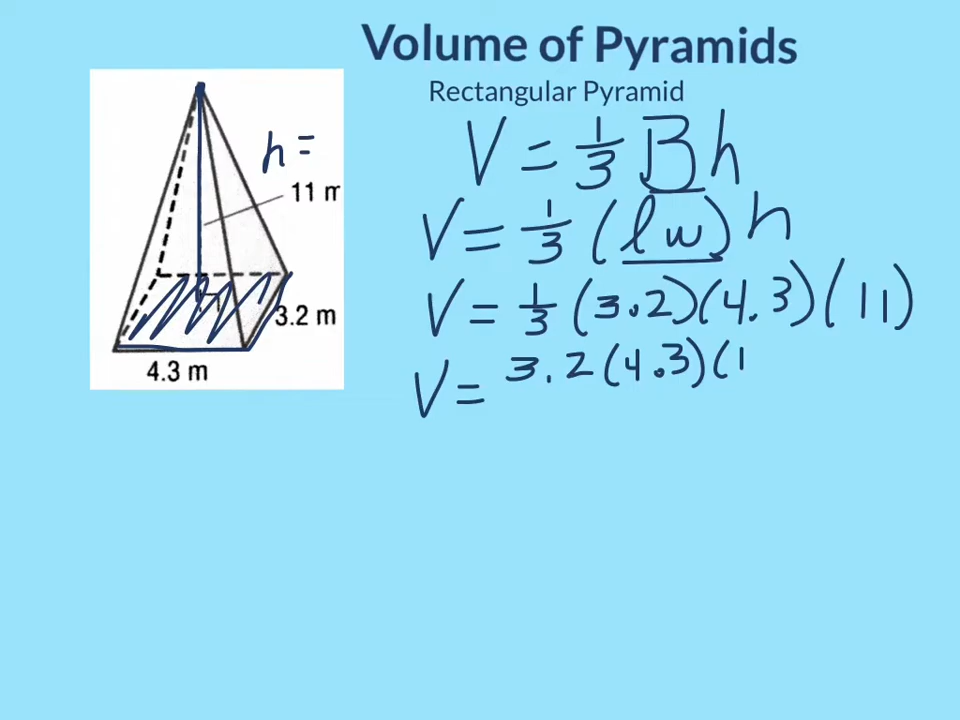 Volume of Pyramids
Rectangular Pyramid
h =
11 m
3.2 m
4.3 m
V = 1/3 Bh
V = 1/3 (lw) h
V = 1/3 (3.2)(4.3)(11)
V = 3.2(4.3)(1